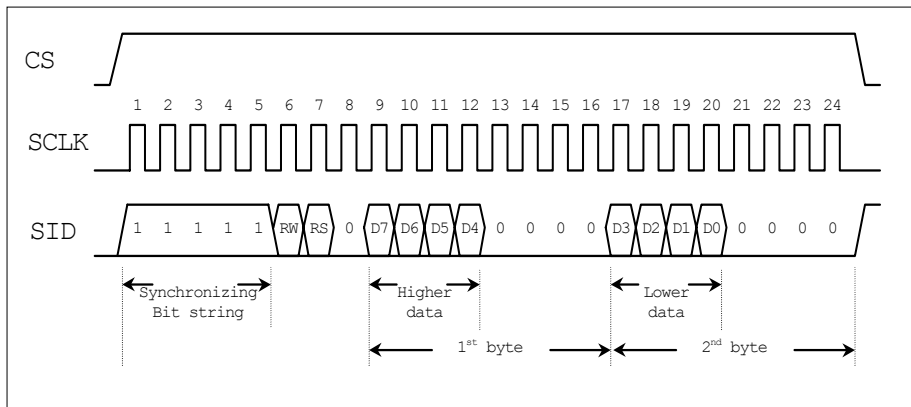 CS
1 2 3 4 5 6 7 8 9 10 11 12 13 14 15 16 17 18 19 20 21 22 23 24
SCLK
SID 1 1 1 1 1 RW RS 0 D7 D6 D5 D4 0 0 0 0 D3 D2 D1 D0 0 0 0 0
Synchronizing Higher Lower
Bit string data data
1st byte 2nd byte